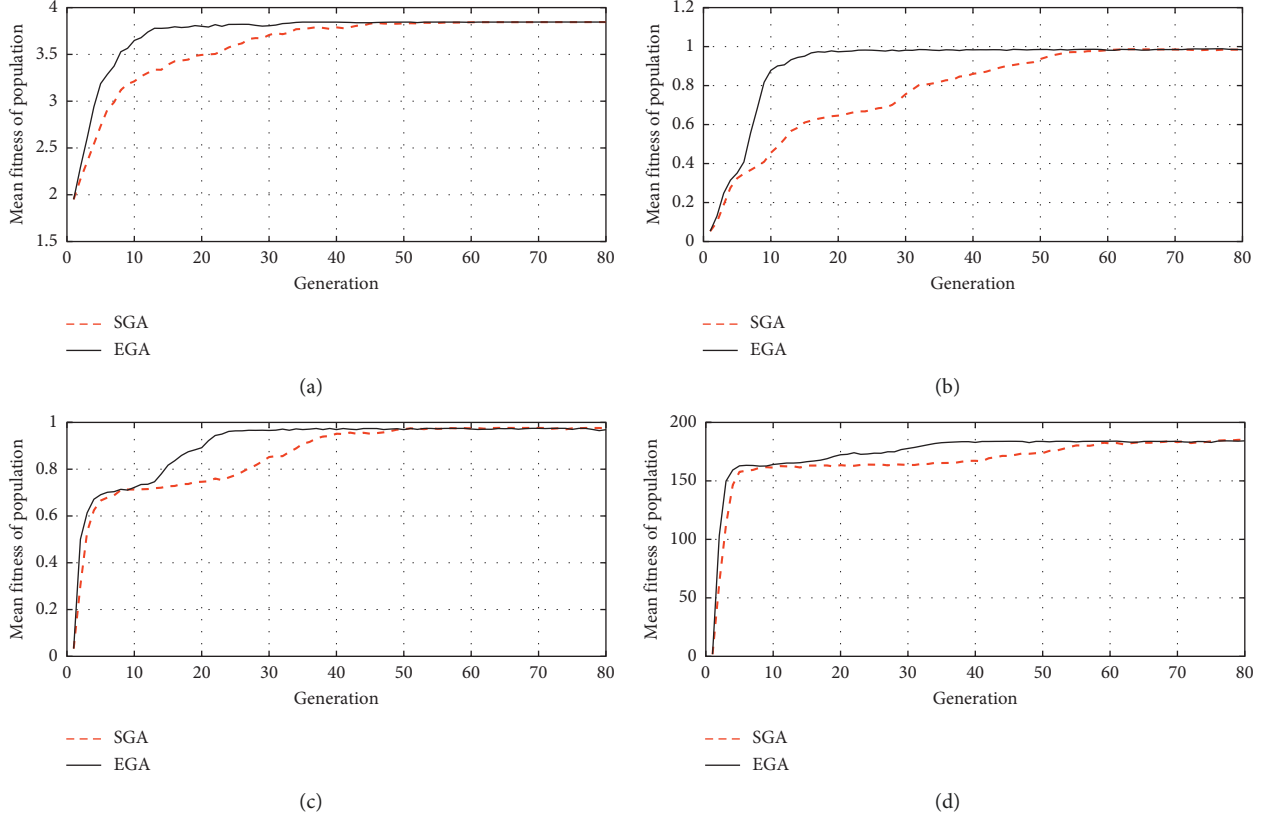 4
3.5
3
2.5
2
1.5
Mean fitness of population
0 10 20 30 40 50 60 70 80
Generation
SGA
EGA
(a)
1.2
1
0.8
0.6
0.4
0.2
0
Mean fitness of population
0 10 20 30 40 50 60 70 80
Generation
SGA
EGA
(b)
1
0.8
0.6
0.4
0.2
0
Mean fitness of population
0 10 20 30 40 50 60 70 80
Generation
SGA
EGA
(c)
200
150
100
50
0
Mean fitness of population
0 10 20 30 40 50 60 70 80
Generation
SGA
EGA
(d)